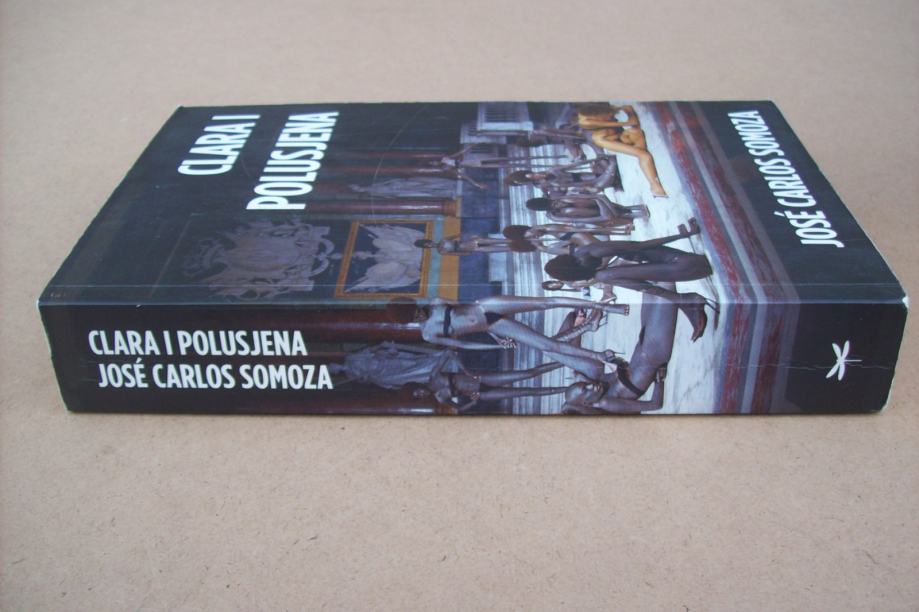 CLARA I
POLUSJENA
JOSÉ CARLOS SOMOZA
CLARA I POLUSJENA
JOSÉ CARLOS SOMOZA